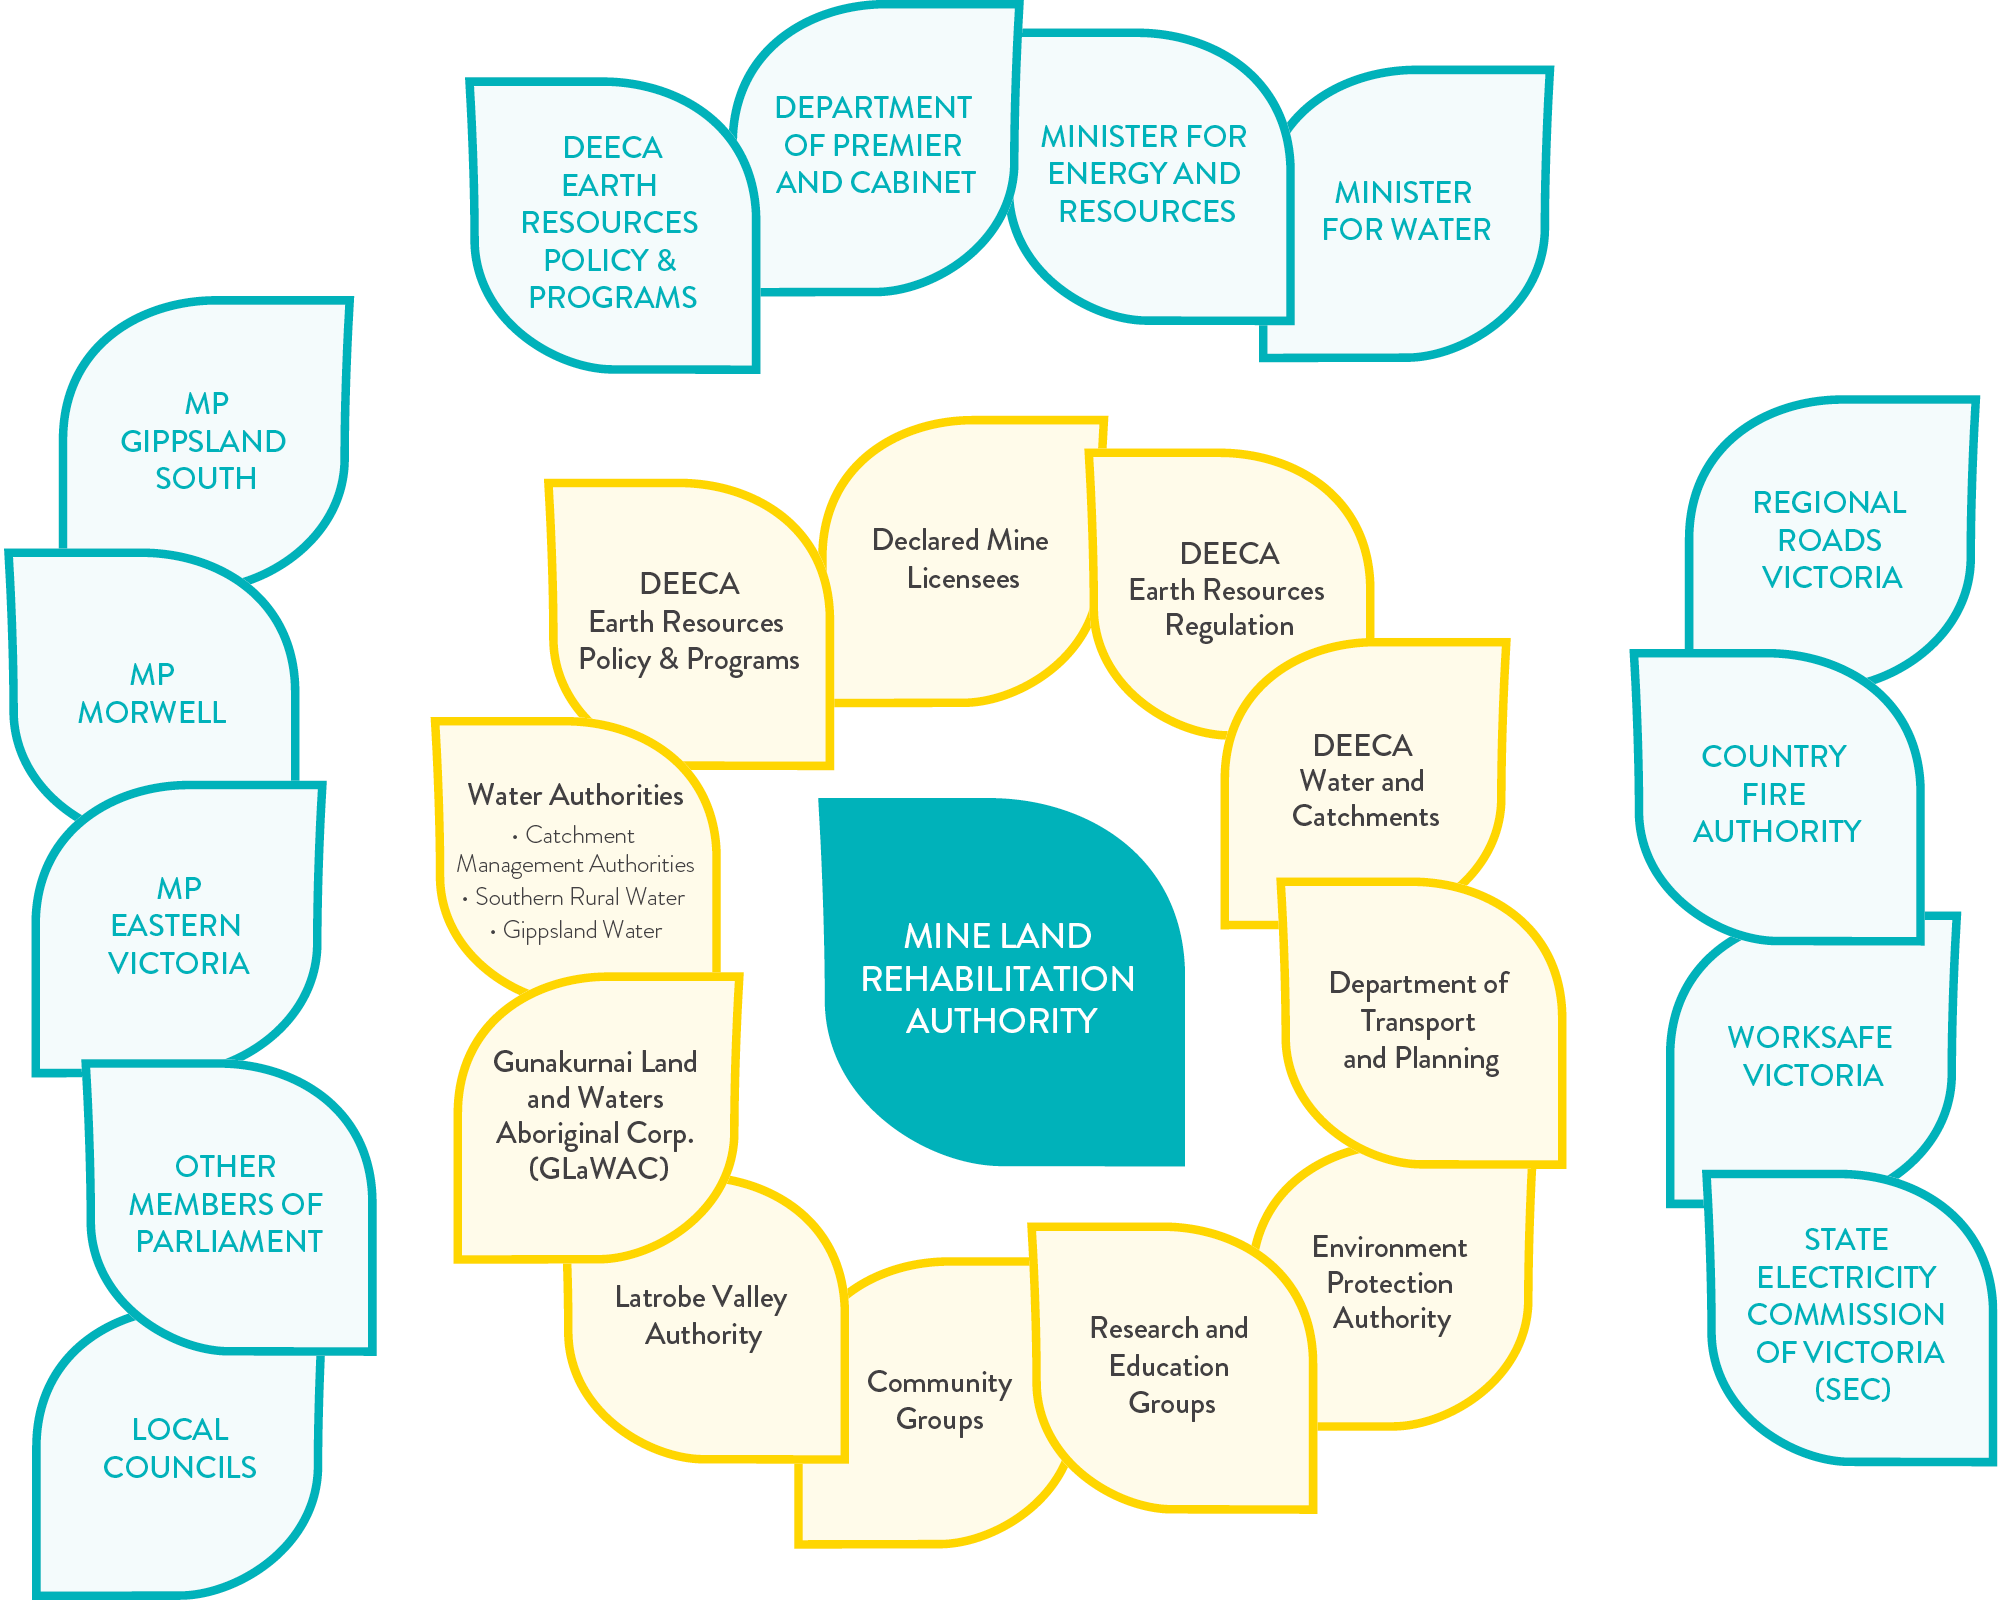 DEECA
EARTH
RESOURCES
POLICY &
PROGRAMS
DEPARTMENT
OF PREMIER
AND CABINET
MINISTER FOR
ENERGY AND
RESOURCES
MINISTER
FOR WATER
MP
GIPPSLAND
SOUTH
MP
MORWELL
MP
EASTERN
VICTORIA
OTHER
MEMBERS OF
PARLIAMENT
LOCAL
COUNCILS
DEECA
Earth Resources
Policy & Programs
Declared Mine
Licensees
DEECA
Earth Resources
Regulation
DEECA
Water and
Catchments
Department of
Transport
and Planning
Environment
Protection
Authority
Research and
Education
Groups
Community
Groups
Latrobe Valley
Authority
Gunakurnai Land
and Waters
Aboriginal Corp.
(GLaWAC)
Water Authorities
• Catchment
Management Authorities
• Southern Rural Water
• Gippsland Water
MINE LAND
REHABILITATION
AUTHORITY
REGIONAL
ROADS
VICTORIA
COUNTRY
FIRE
AUTHORITY
WORKSAFE
VICTORIA
STATE
ELECTRICITY
COMMISSION
OF VICTORIA
(SEC)